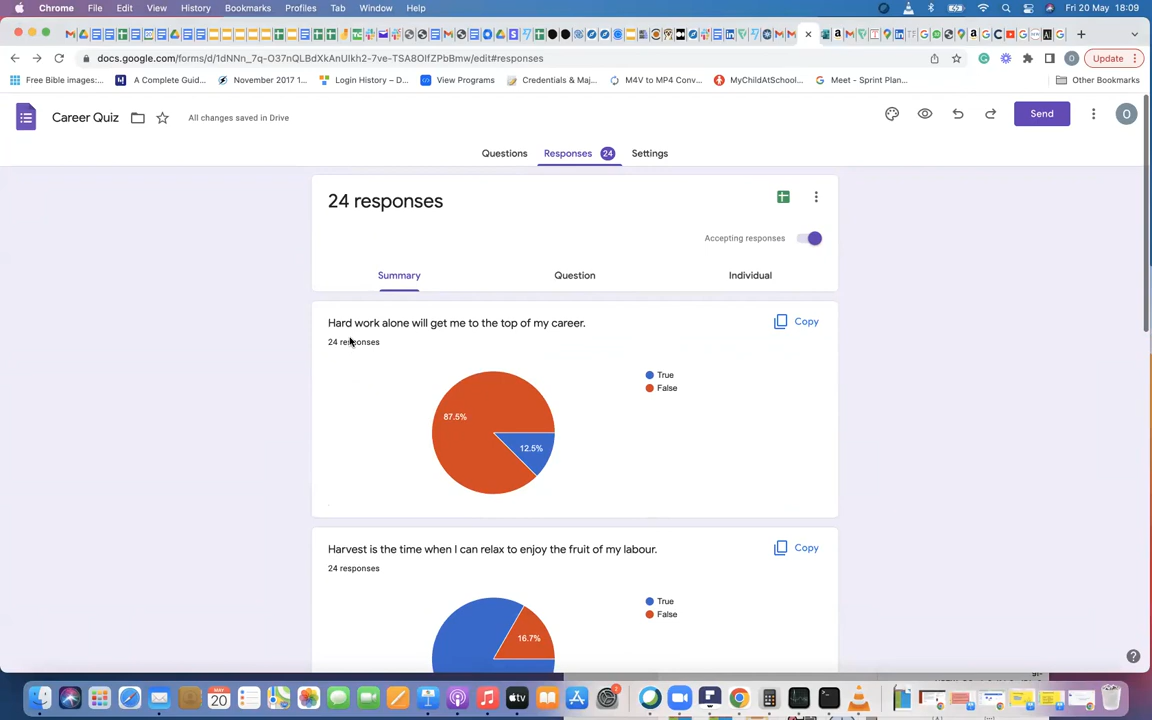 Chrome File Edit View History Bookmarks Profiles Tab Window Help Fri 20 May 18:09
docs.google.com/forms/d/1dNNn_7q-O37nQLBdXkAnUIkh2-7ve-TSA8OIfZPbBmw/edit#responses Update
Free Bible images:... A Complete Guid... November 2017 1... Login History – D... View Programs Credentials & Maj... M4V to MP4 Conv... MyChildAtSchool... Meet - Sprint Plan... Other Bookmarks
Career Quiz All changes saved in Drive Send O
Questions Responses 24 Settings
24 responses
Accepting responses
Summary Question Individual
Hard work alone will get me to the top of my career. Copy
24 responses
True
False
87.5%
12.5%
Harvest is the time when I can relax to enjoy the fruit of my labour. Copy
24 responses
True
False
16.7%